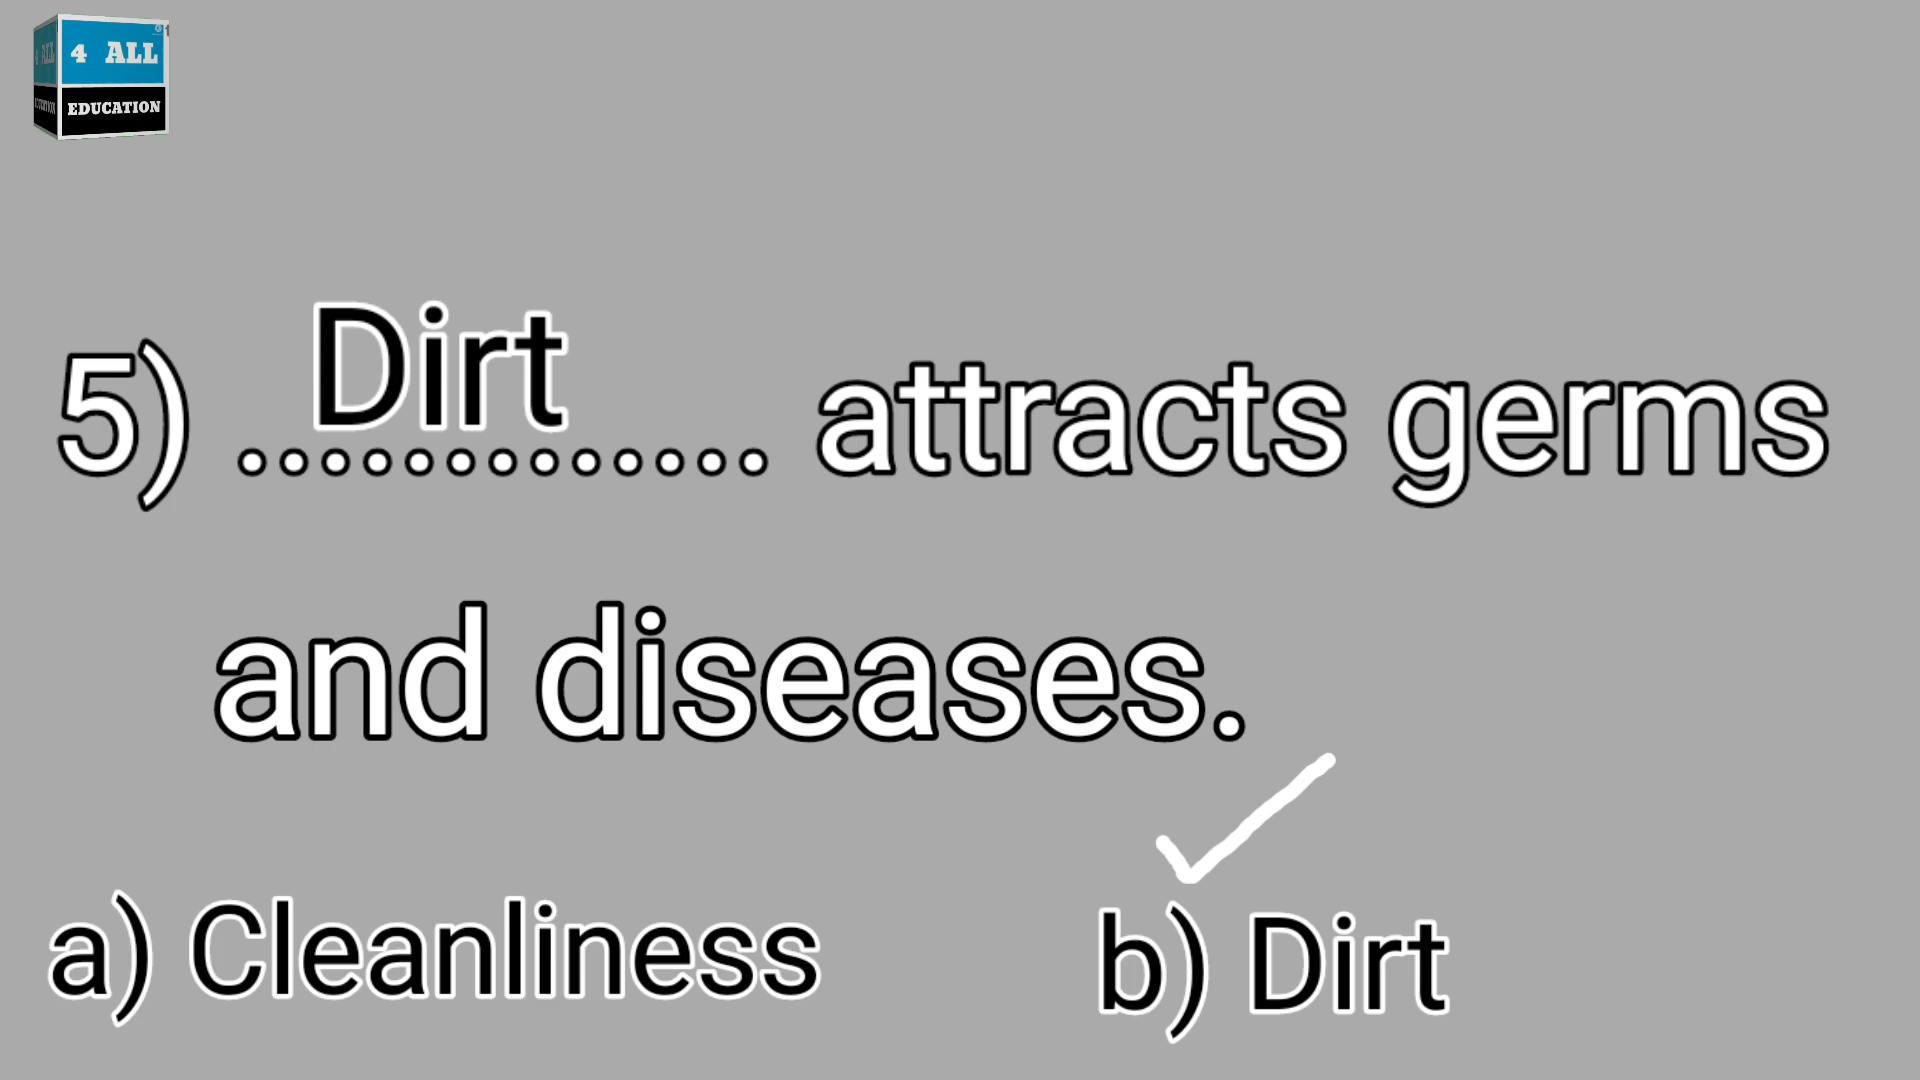 4 ALL
EDUCATION
Dirt
5) ............. attracts germs
and diseases.
a) Cleanliness b) Dirt